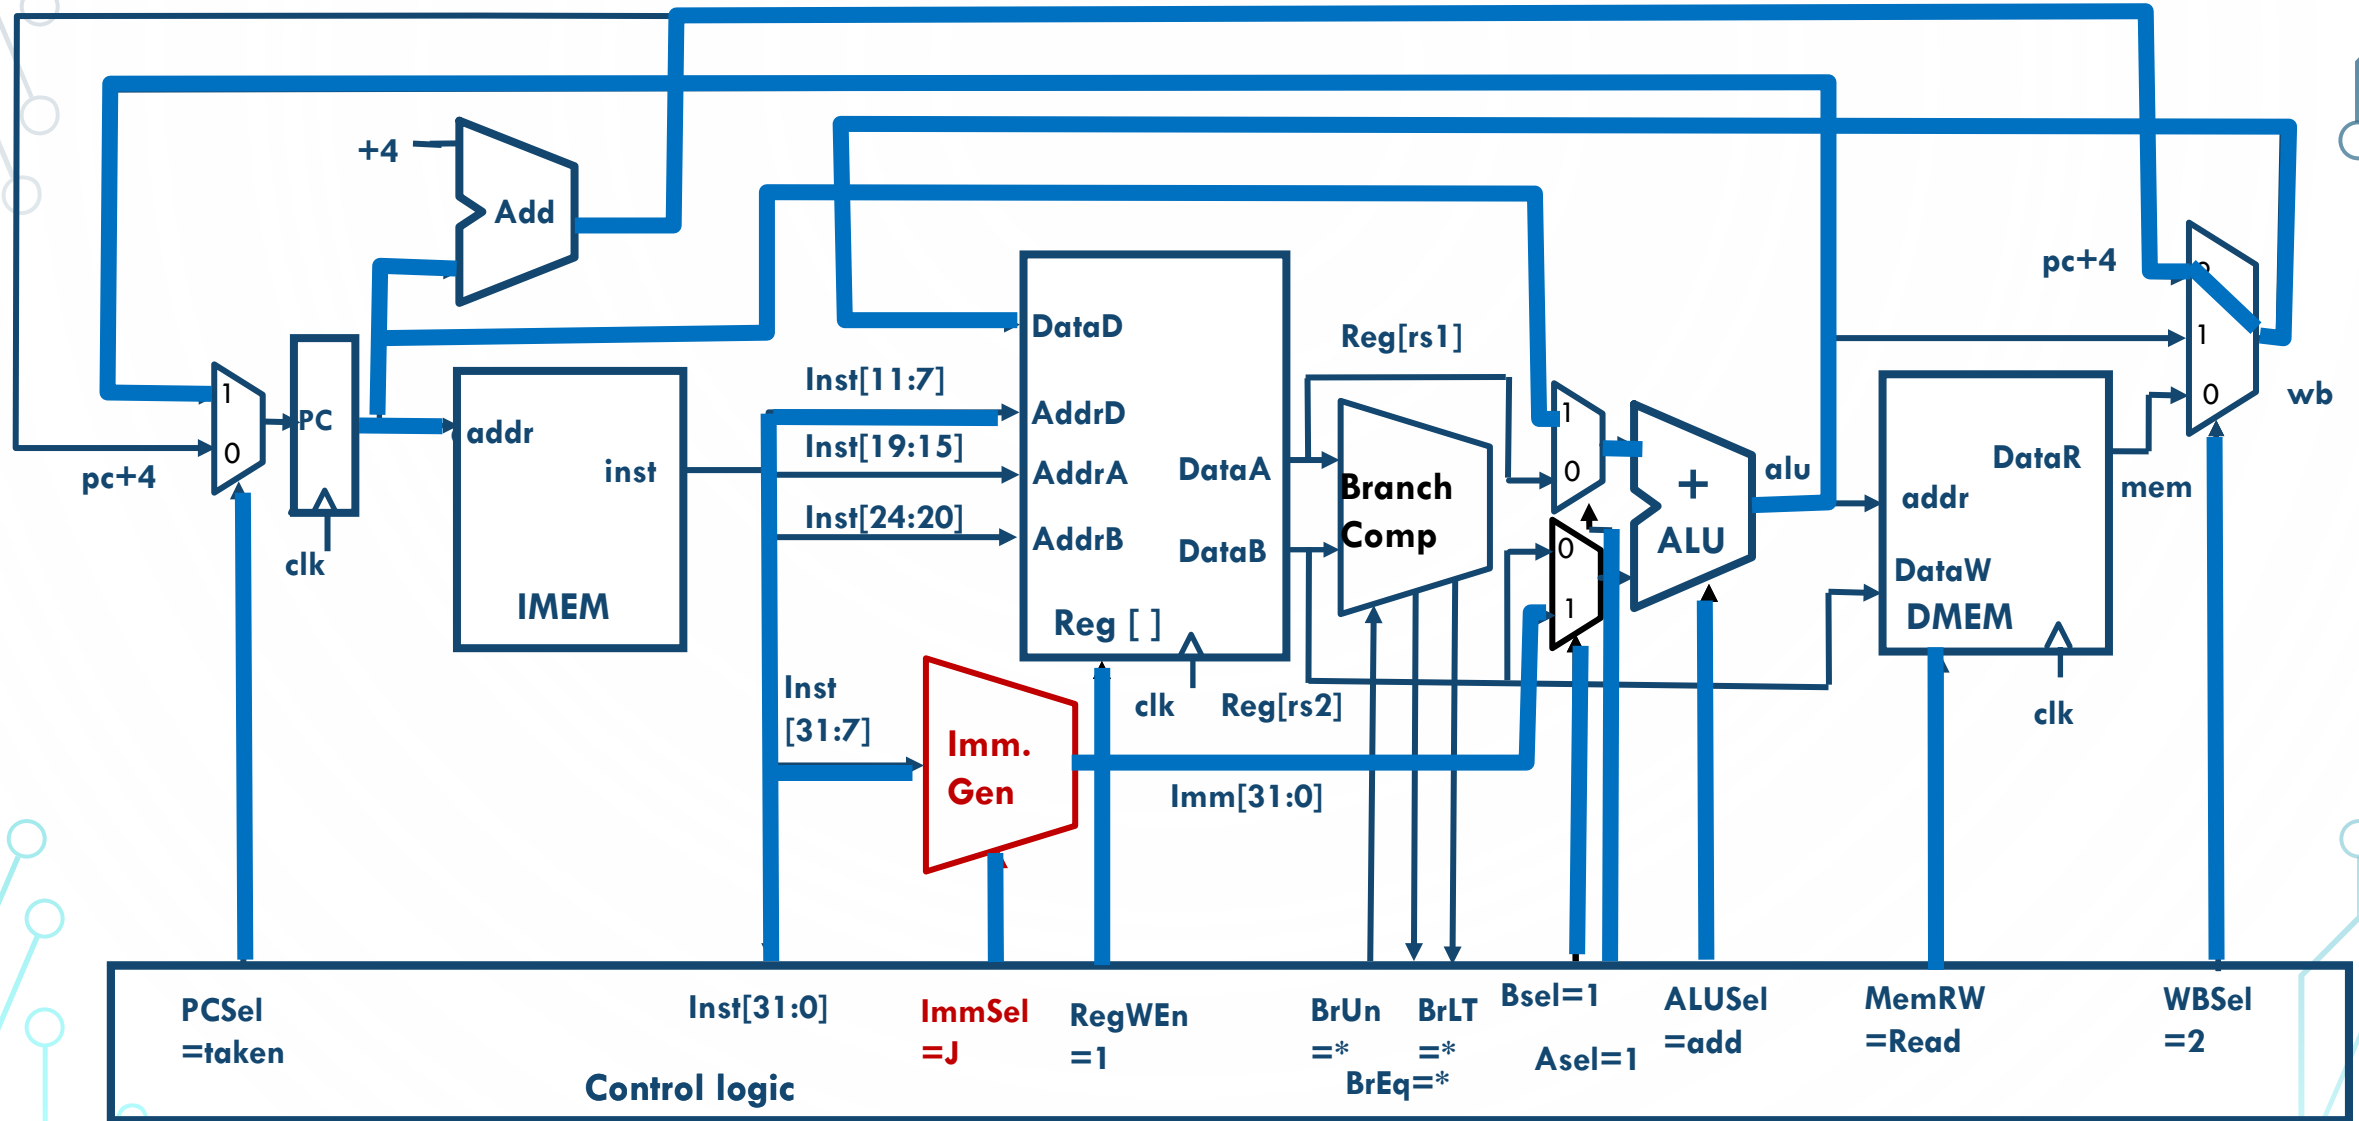 +4
Add
pc+4
2
1
0
wb
1
0
pc+4
PC
clk
addr
inst
IMEM
Inst[11:7]
Inst[19:15]
Inst[24:20]
Inst
[31:7]
DataD
AddrD
AddrA
AddrB
DataA
DataB
Reg [ ]
clk
Reg[rs1]
Reg[rs2]
Branch
Comp
1
0
0
1
+
ALU
alu
addr
DataW
DataR
DMEM
clk
mem
Imm.
Gen
Imm[31:0]
PCSel
=taken
Inst[31:0]
ImmSel
=J
RegWEn
=1
BrUn
=*
BrLT
=*
BrEq=*
Bsel=1
Asel=1
ALUSel
=add
MemRW
=Read
WBSel
=2
Control logic